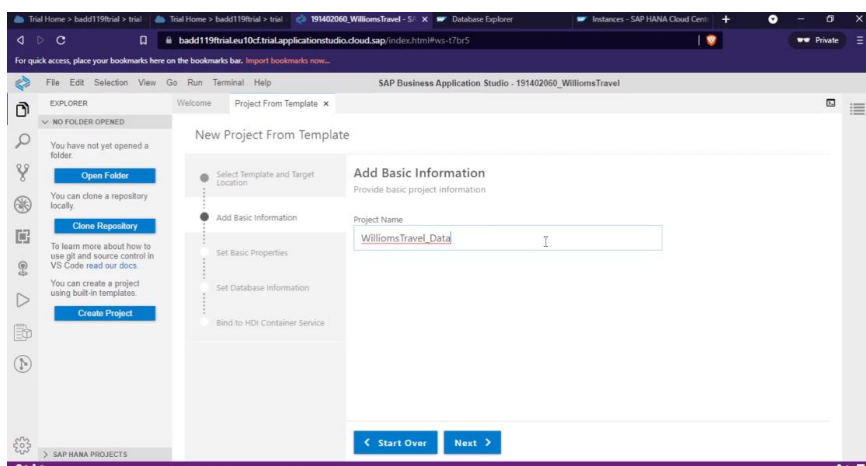 Trial Home > badd119ftrial > trial
Trial Home > badd119ftrial > trial
191402060_WilliomsTravel - SA
Database Explorer
Instances - SAP HANA Cloud Cent
badd119ftrial.eu10cf.trial.applicationstudio.cloud.sap/index.html#ws-t7br5
Private
For quick access, place your bookmarks here on the bookmarks bar. Import bookmarks now...
File Edit Selection View Go Run Terminal Help
SAP Business Application Studio - 191402060_WilliomsTravel
EXPLORER
Welcome
Project From Template
NO FOLDER OPENED
You have not yet opened a
folder.
Open Folder
You can clone a repository
locally.
Clone Repository
To learn more about how to
use git and source control in
VS Code read our docs.
You can create a project
using built-in templates.
Create Project
SAP HANA PROJECTS
New Project From Template
Select Template and Target
Location
Add Basic Information
Set Basic Properties
Set Database Information
Bind to HDI Container Service
Add Basic Information
Provide basic project information
Project Name
WilliomsTravel_Data
Start Over
Next